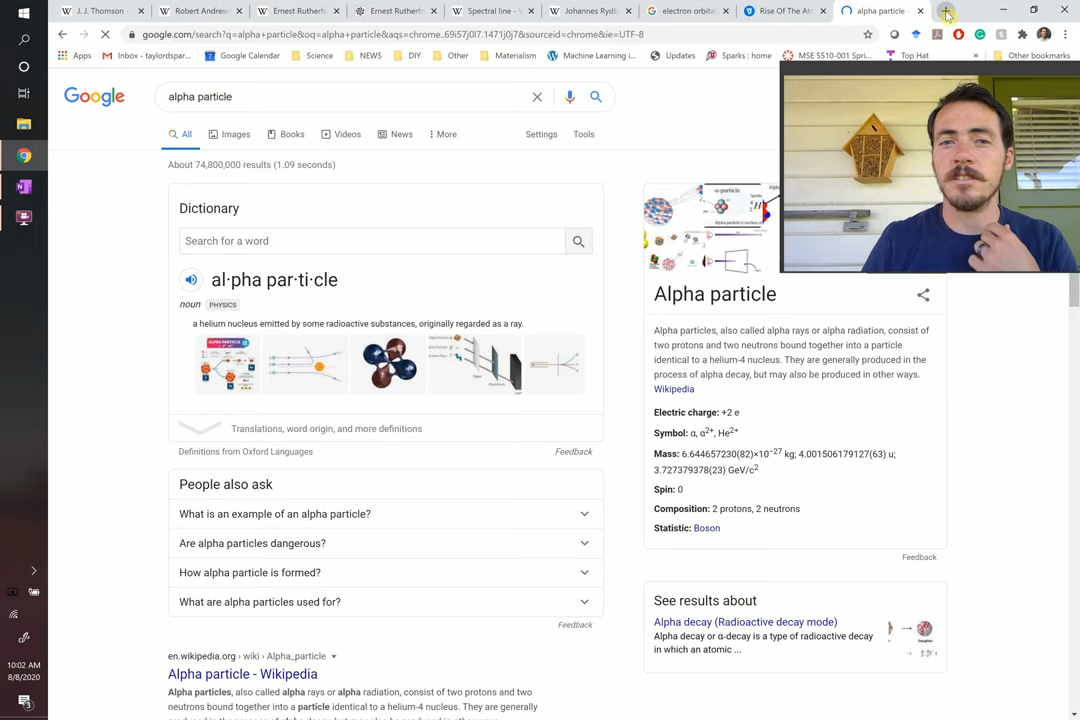 J. J. Thomson -
Robert Andrew
Ernest Rutherfo
Ernest Rutherfo
Spectral line - W
Johannes Rydb
electron orbital
Rise Of The Ato
alpha particle -
google.com/search?q=alpha+particle&oq=alpha+particle&aqs=chrome..69i57j0l7.1471j0j7&sourceid=chrome&ie=UTF-8
Apps
Inbox - taylordspar...
Google Calendar
Science
NEWS
DIY
Other
Materialism
Machine Learning i...
Updates
Sparks : home
MSE 5510-001 Spri...
Top Hat
»
Other bookmarks
Google
alpha particle
All
Images
Books
Videos
News
More
Settings
Tools
About 74,800,000 results (1.09 seconds)
Dictionary
Search for a word
al·pha par·ti·cle
noun PHYSICS
a helium nucleus emitted by some radioactive substances, originally regarded as a ray.
Translations, word origin, and more definitions
Definitions from Oxford Languages
Feedback
People also ask
What is an example of an alpha particle?
Are alpha particles dangerous?
How alpha particle is formed?
What are alpha particles used for?
Feedback
en.wikipedia.org › wiki › Alpha_particle
Alpha particle - Wikipedia
Alpha particles, also called alpha rays or alpha radiation, consist of two protons and two
neutrons bound together into a particle identical to a helium-4 nucleus. They are generally
Alpha particle
Alpha particles, also called alpha rays or alpha radiation, consist of
two protons and two neutrons bound together into a particle
identical to a helium-4 nucleus. They are generally produced in the
process of alpha decay, but may also be produced in other ways.
Wikipedia
Electric charge: +2 e
Symbol: α, α²⁺, He²⁺
Mass: 6.644657230(82)×10⁻²⁷ kg; 4.001506179127(63) u;
3.727379378(23) GeV/c²
Spin: 0
Composition: 2 protons, 2 neutrons
Statistic: Boson
Feedback
See results about
Alpha decay (Radioactive decay mode)
Alpha decay or α-decay is a type of radioactive decay
in which an atomic ...
10:02 AM
8/8/2020